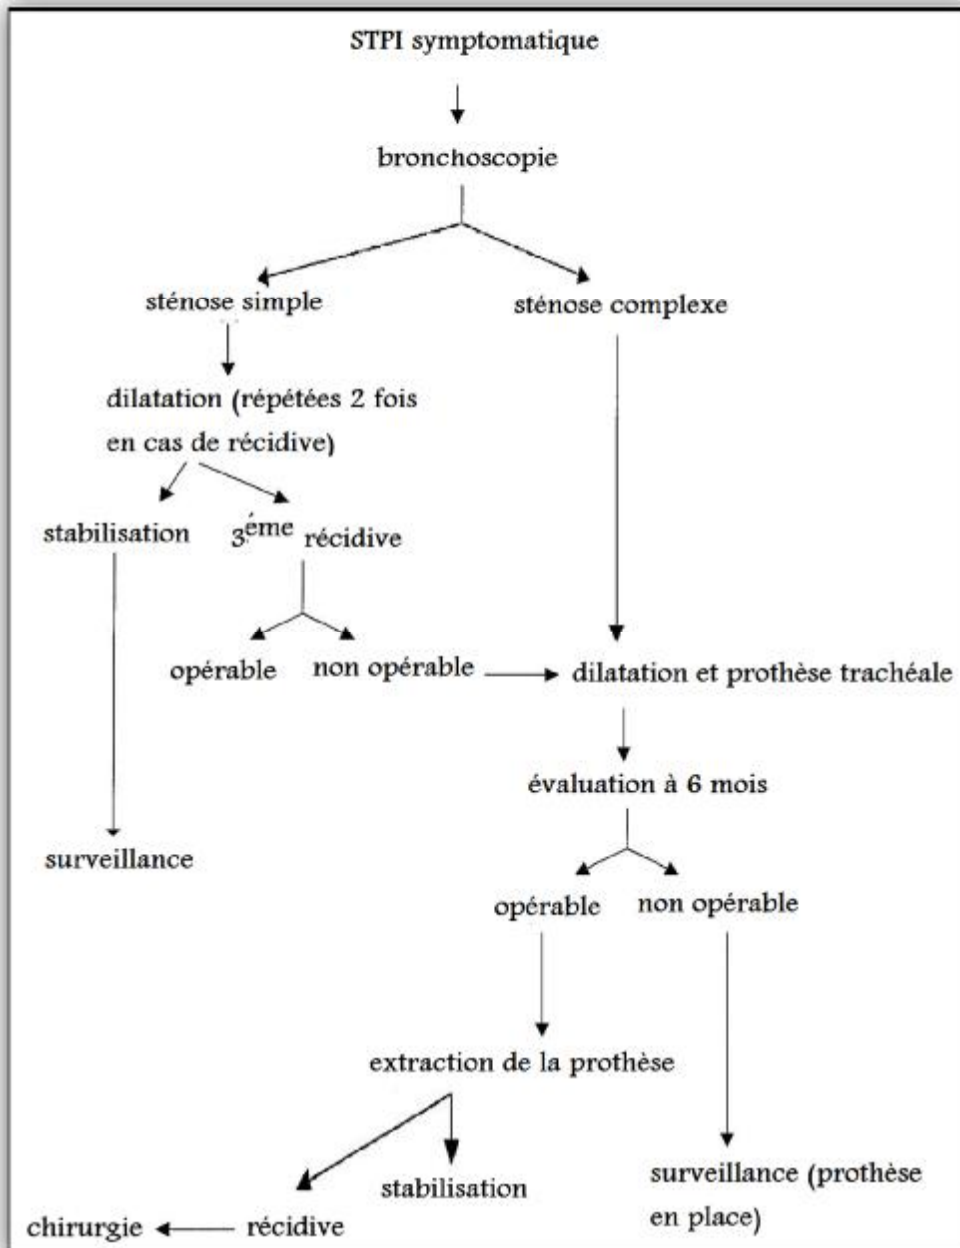 STPI symptomatique
bronchoscopie
sténose simple
sténose complexe
dilatation (répétées 2 fois
en cas de récidive)
stabilisation
3éme récidive
opérable
non opérable
dilatation et prothèse trachéale
évaluation à 6 mois
surveillance
opérable
non opérable
extraction de la prothèse
stabilisation
surveillance (prothèse
en place)
chirurgie
récidive